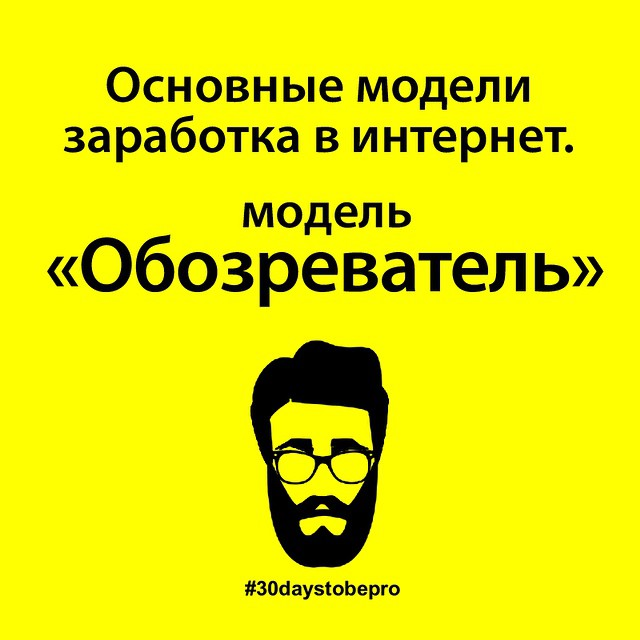 Основные модели
заработка в интернет.
модель
«Обозреватель»
#30daystobepro